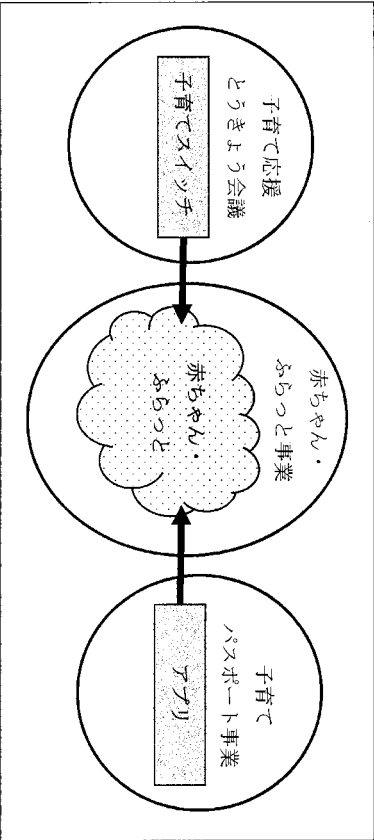 子育て応援
とうきょう会議
子育てスイッチ
赤ちゃん・
ふらっと事業
赤ちゃん・
ふらっと
子育て
パスポート事業
アプリ